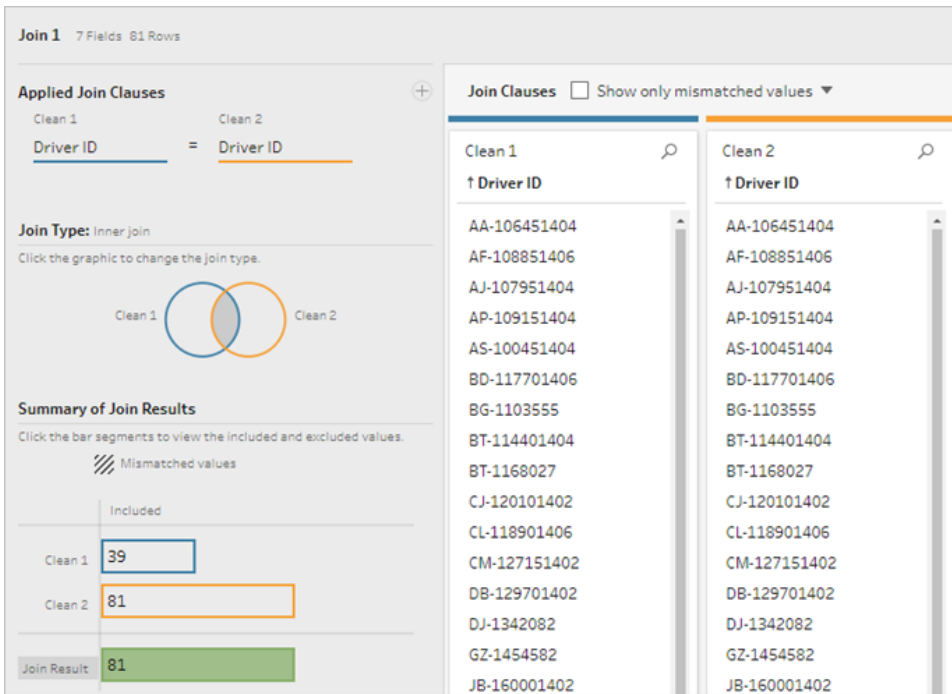 Join 1 7 Fields 81 Rows
Applied Join Clauses
Clean 1 Clean 2
Driver ID = Driver ID
Join Type: Inner join
Click the graphic to change the join type.
Clean 1 Clean 2
Summary of Join Results
Click the bar segments to view the included and excluded values.
Mismatched values
Included
Clean 1 39
Clean 2 81
Join Result 81
Join Clauses Show only mismatched values
Clean 1
Driver ID
AA-106451404
AF-108851406
AJ-107951404
AP-109151404
AS-100451404
BD-117701406
BG-1103555
BT-114401404
BT-1168027
CJ-120101402
CL-118901406
CM-127151402
DB-129701402
DJ-1342082
GZ-1454582
JB-160001402
Clean 2
Driver ID
AA-106451404
AF-108851406
AJ-107951404
AP-109151404
AS-100451404
BD-117701406
BG-1103555
BT-114401404
BT-1168027
CJ-120101402
CL-118901406
CM-127151402
DB-129701402
DJ-1342082
GZ-1454582
JB-160001402